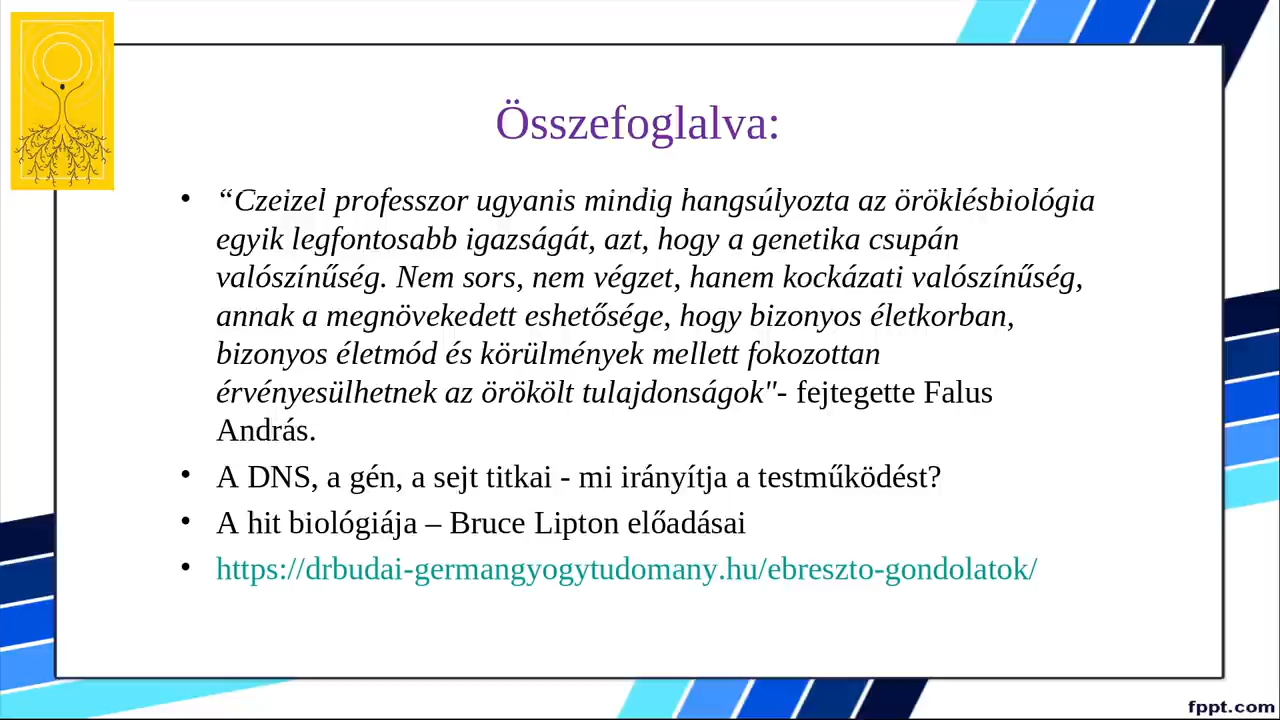 Összefoglalva:
• “Czeizel professzor ugyanis mindig hangsúlyozta az öröklésbiológia
egyik legfontosabb igazságát, azt, hogy a genetika csupán
valószínűség. Nem sors, nem végzet, hanem kockázati valószínűség,
annak a megnövekedett eshetősége, hogy bizonyos életkorban,
bizonyos életmód és körülmények mellett fokozottan
érvényesülhetnek az örökölt tulajdonságok"- fejtegette Falus
András.
• A DNS, a gén, a sejt titkai - mi irányítja a testműködést?
• A hit biológiája – Bruce Lipton előadásai
• https://drbudai-germangyogytudomany.hu/ebreszto-gondolatok/
fppt.com